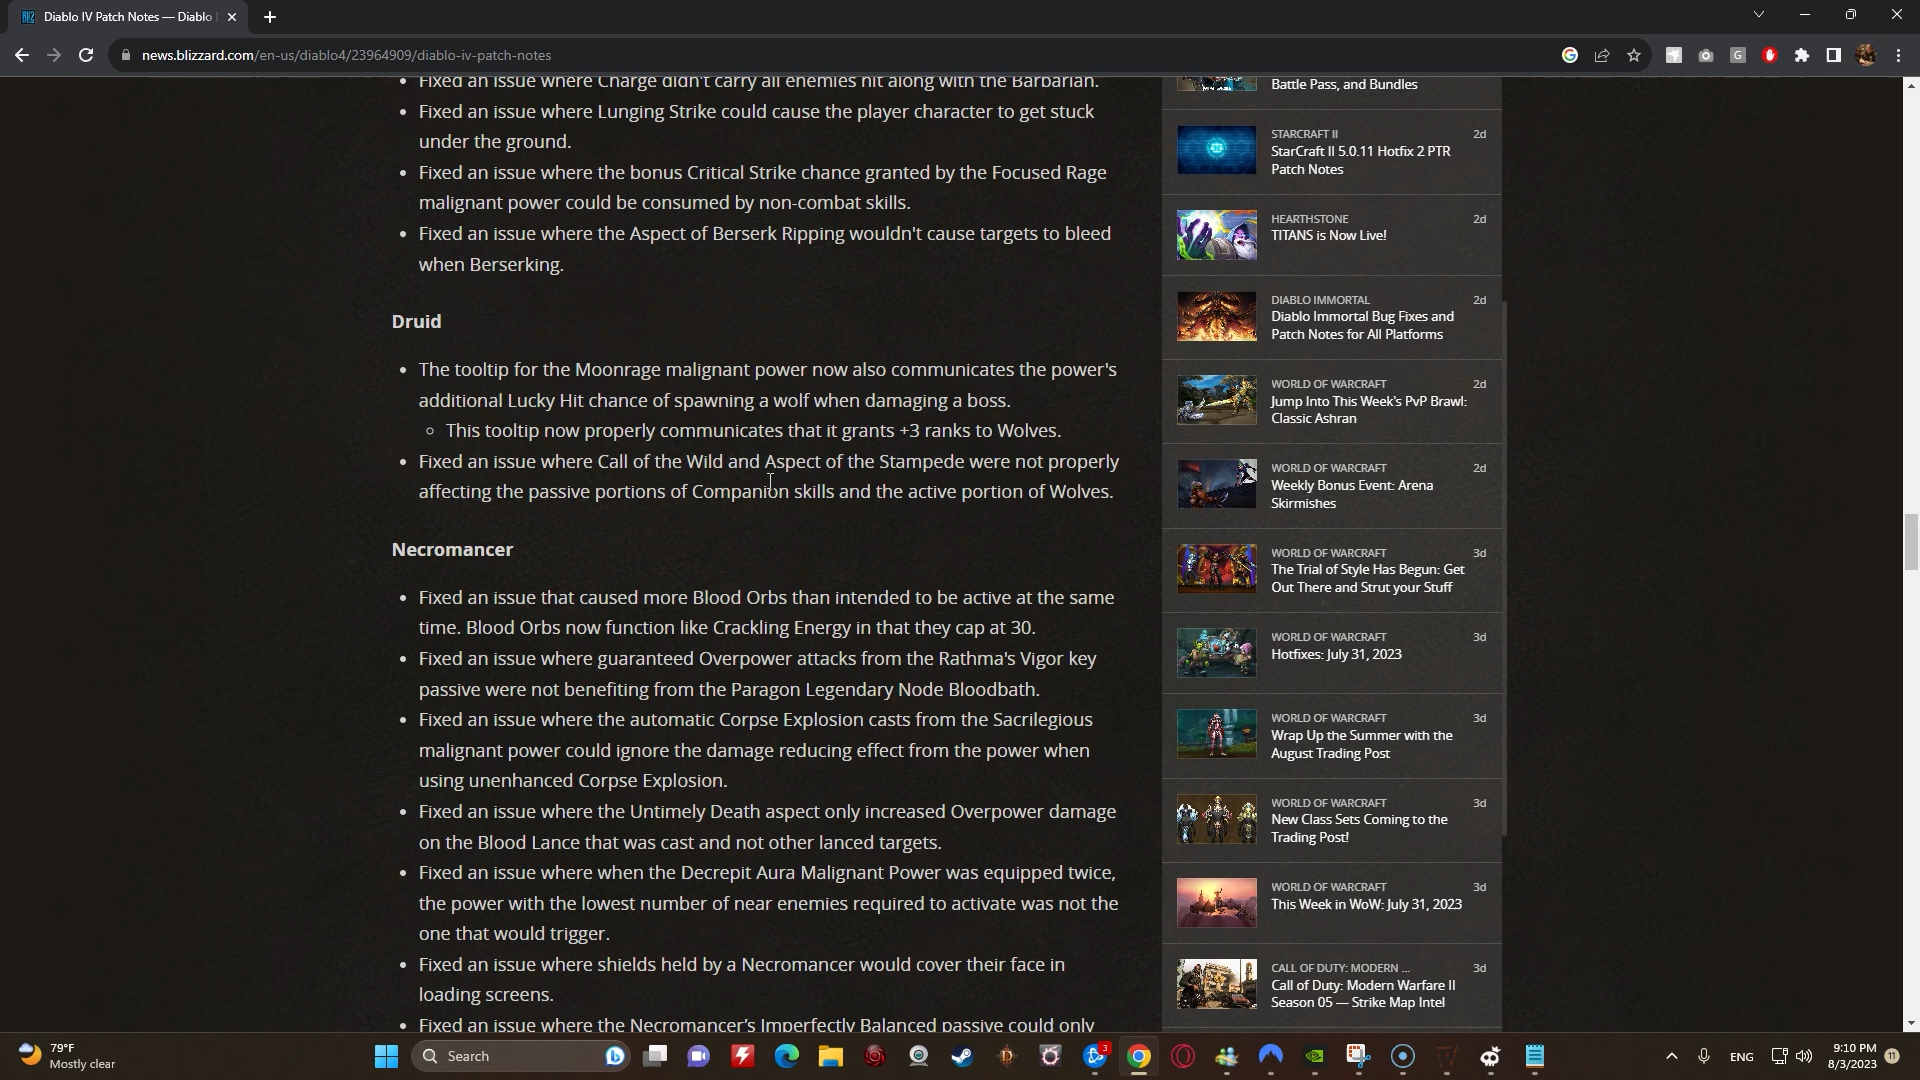 Diablo IV Patch Notes — Diablo
news.blizzard.com/en-us/diablo4/23964909/diablo-iv-patch-notes
• Fixed an issue where Charge didn't carry all enemies hit along with the Barbarian.
• Fixed an issue where Lunging Strike could cause the player character to get stuck
under the ground.
• Fixed an issue where the bonus Critical Strike chance granted by the Focused Rage
malignant power could be consumed by non-combat skills.
• Fixed an issue where the Aspect of Berserk Ripping wouldn't cause targets to bleed
when Berserking.
Druid
• The tooltip for the Moonrage malignant power now also communicates the power's
additional Lucky Hit chance of spawning a wolf when damaging a boss.
◦ This tooltip now properly communicates that it grants +3 ranks to Wolves.
• Fixed an issue where Call of the Wild and Aspect of the Stampede were not properly
affecting the passive portions of Companion skills and the active portion of Wolves.
Necromancer
• Fixed an issue that caused more Blood Orbs than intended to be active at the same
time. Blood Orbs now function like Crackling Energy in that they cap at 30.
• Fixed an issue where guaranteed Overpower attacks from the Rathma's Vigor key
passive were not benefiting from the Paragon Legendary Node Bloodbath.
• Fixed an issue where the automatic Corpse Explosion casts from the Sacrilegious
malignant power could ignore the damage reducing effect from the power when
using unenhanced Corpse Explosion.
• Fixed an issue where the Untimely Death aspect only increased Overpower damage
on the Blood Lance that was cast and not other lanced targets.
• Fixed an issue where when the Decrepit Aura Malignant Power was equipped twice,
the power with the lowest number of near enemies required to activate was not the
one that would trigger.
• Fixed an issue where shields held by a Necromancer would cover their face in
loading screens.
• Fixed an issue where the Necromancer's Imperfectly Balanced passive could only
Battle Pass, and Bundles
STARCRAFT II 2d
StarCraft II 5.0.11 Hotfix 2 PTR
Patch Notes
HEARTHSTONE 2d
TITANS is Now Live!
DIABLO IMMORTAL 2d
Diablo Immortal Bug Fixes and
Patch Notes for All Platforms
WORLD OF WARCRAFT 2d
Jump Into This Week's PvP Brawl:
Classic Ashran
WORLD OF WARCRAFT 2d
Weekly Bonus Event: Arena
Skirmishes
WORLD OF WARCRAFT 3d
The Trial of Style Has Begun: Get
Out There and Strut your Stuff
WORLD OF WARCRAFT 3d
Hotfixes: July 31, 2023
WORLD OF WARCRAFT 3d
Wrap Up the Summer with the
August Trading Post
WORLD OF WARCRAFT 3d
New Class Sets Coming to the
Trading Post!
WORLD OF WARCRAFT 3d
This Week in WoW: July 31, 2023
CALL OF DUTY: MODERN ... 3d
Call of Duty: Modern Warfare II
Season 05 — Strike Map Intel
79°F
Mostly clear
Search
3
ENG
9:10 PM
8/3/2023
11